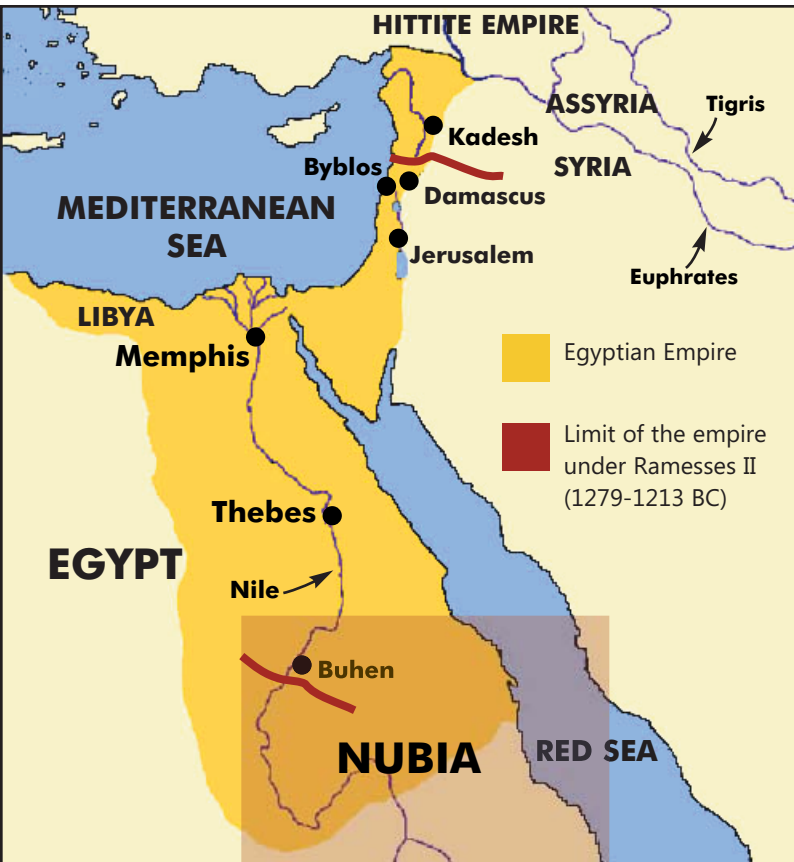 HITTITE EMPIRE
ASSYRIA
Tigris
Kadesh
SYRIA
Byblos
Damascus
MEDITERRANEAN
SEA
Jerusalem
Euphrates
LIBYA
Memphis
Egyptian Empire
Limit of the empire
under Ramesses II
(1279-1213 BC)
Thebes
EGYPT
Nile
Buhen
NUBIA
RED SEA